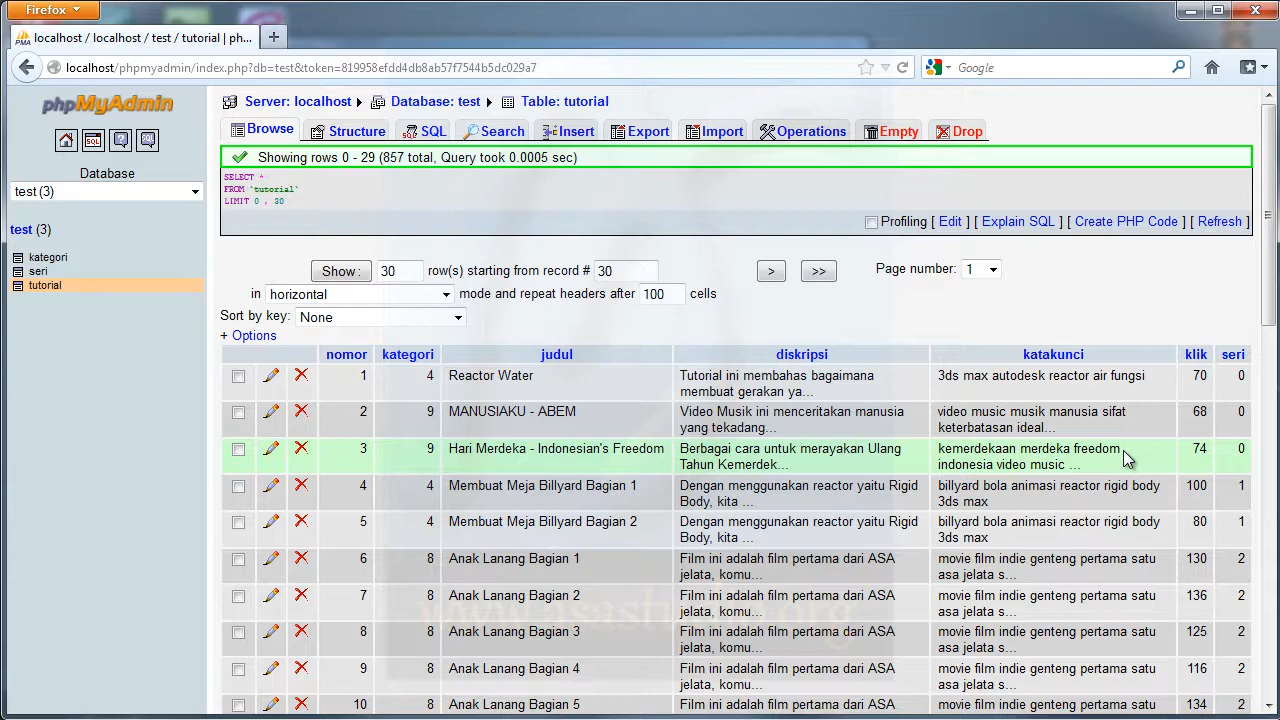 Firefox
localhost / localhost / test / tutorial | ph...
localhost/phpmyadmin/index.php?db=test&token=819958efdd4db8ab57f7544b5dc029a7
Google
phpMyAdmin
Database
test (3)
test (3)
kategori
seri
tutorial
Server: localhost Database: test Table: tutorial
Browse Structure SQL Search Insert Export Import Operations Empty Drop
Showing rows 0 - 29 (857 total, Query took 0.0005 sec)
SELECT *
FROM `tutorial`
LIMIT 0 , 30
Profiling [ Edit ] [ Explain SQL ] [ Create PHP Code ] [ Refresh ]
Show : 30 row(s) starting from record # 30 > >> Page number: 1
in horizontal mode and repeat headers after 100 cells
Sort by key: None
+ Options
nomor kategori judul diskripsi katakunci klik seri
1 4 Reactor Water Tutorial ini membahas bagaimana 3ds max autodesk reactor air fungsi 70 0
membuat gerakan ya...
2 9 MANUSIAKU - ABEM Video Musik ini menceritakan manusia video music musik manusia sifat 68 0
yang tekadang... keterbatasan ideal...
3 9 Hari Merdeka - Indonesian's Freedom Berbagai cara untuk merayakan Ulang kemerdekaan merdeka freedom 74 0
Tahun Kemerdek... indonesia video music ...
4 4 Membuat Meja Billyard Bagian 1 Dengan menggunakan reactor yaitu Rigid billyard bola animasi reactor rigid body 100 1
Body, kita ... 3ds max
5 4 Membuat Meja Billyard Bagian 2 Dengan menggunakan reactor yaitu Rigid billyard bola animasi reactor rigid body 80 1
Body, kita ... 3ds max
6 8 Anak Lanang Bagian 1 Film ini adalah film pertama dari ASA movie film indie genteng pertama satu 130 2
jelata, komu... asa jelata s...
7 8 Anak Lanang Bagian 2 Film ini adalah film pertama dari ASA movie film indie genteng pertama satu 136 2
jelata, komu... asa jelata s...
8 8 Anak Lanang Bagian 3 Film ini adalah film pertama dari ASA movie film indie genteng pertama satu 125 2
jelata, komu... asa jelata s...
9 8 Anak Lanang Bagian 4 Film ini adalah film pertama dari ASA movie film indie genteng pertama satu 116 2
jelata, komu... asa jelata s...
10 8 Anak Lanang Bagian 5 Film ini adalah film pertama dari ASA movie film indie genteng pertama satu 134 2